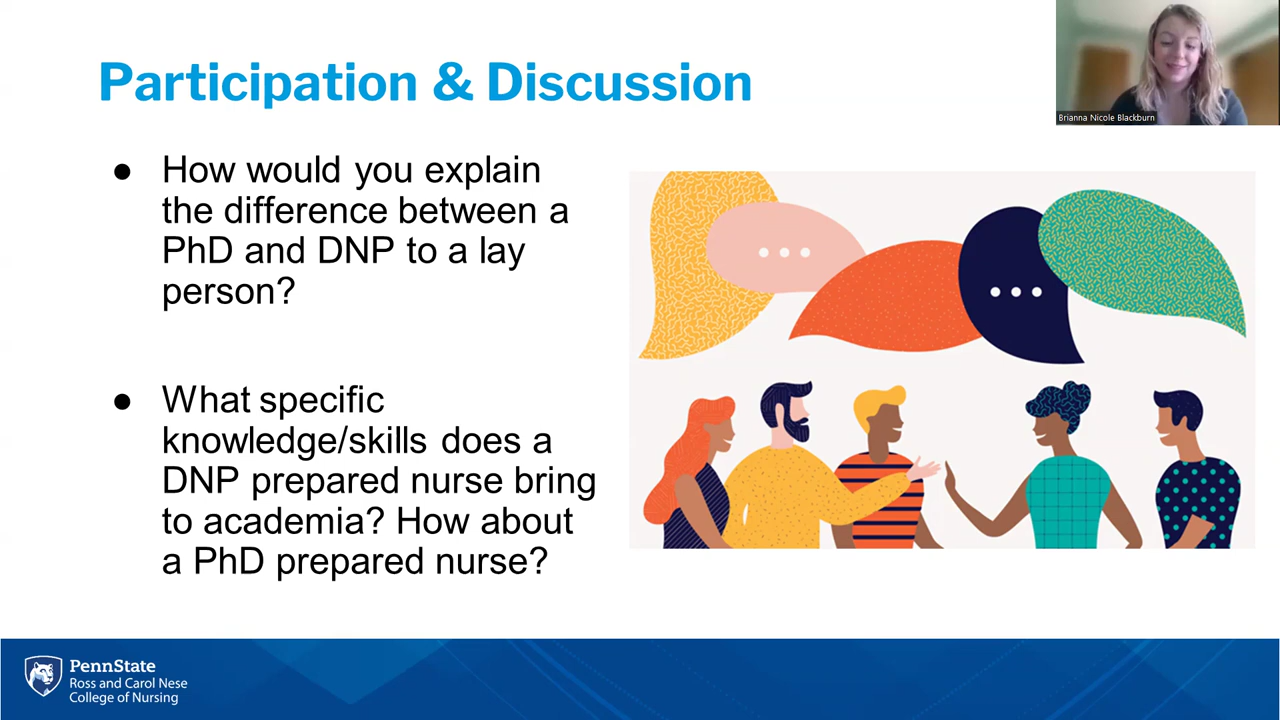 Participation & Discussion
Brianna Nicole Blackburn
● How would you explain
the difference between a
PhD and DNP to a lay
person?
● What specific
knowledge/skills does a
DNP prepared nurse bring
to academia? How about
a PhD prepared nurse?
PennState
Ross and Carol Nese
College of Nursing